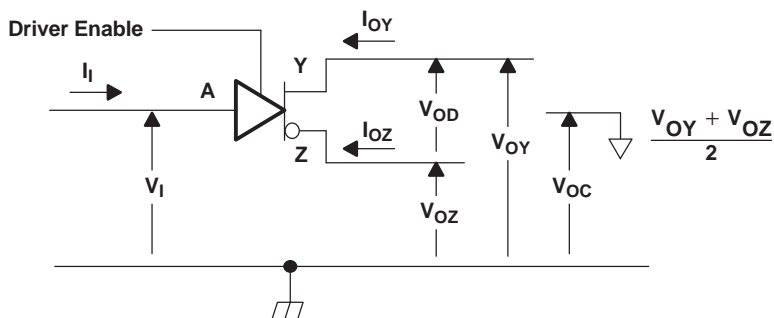 Driver Enable
I_OY
I_I
A
Y
V_OD
I_OZ
Z
V_OY
V_OY + V_OZ
2
V_I
V_OZ
V_OC